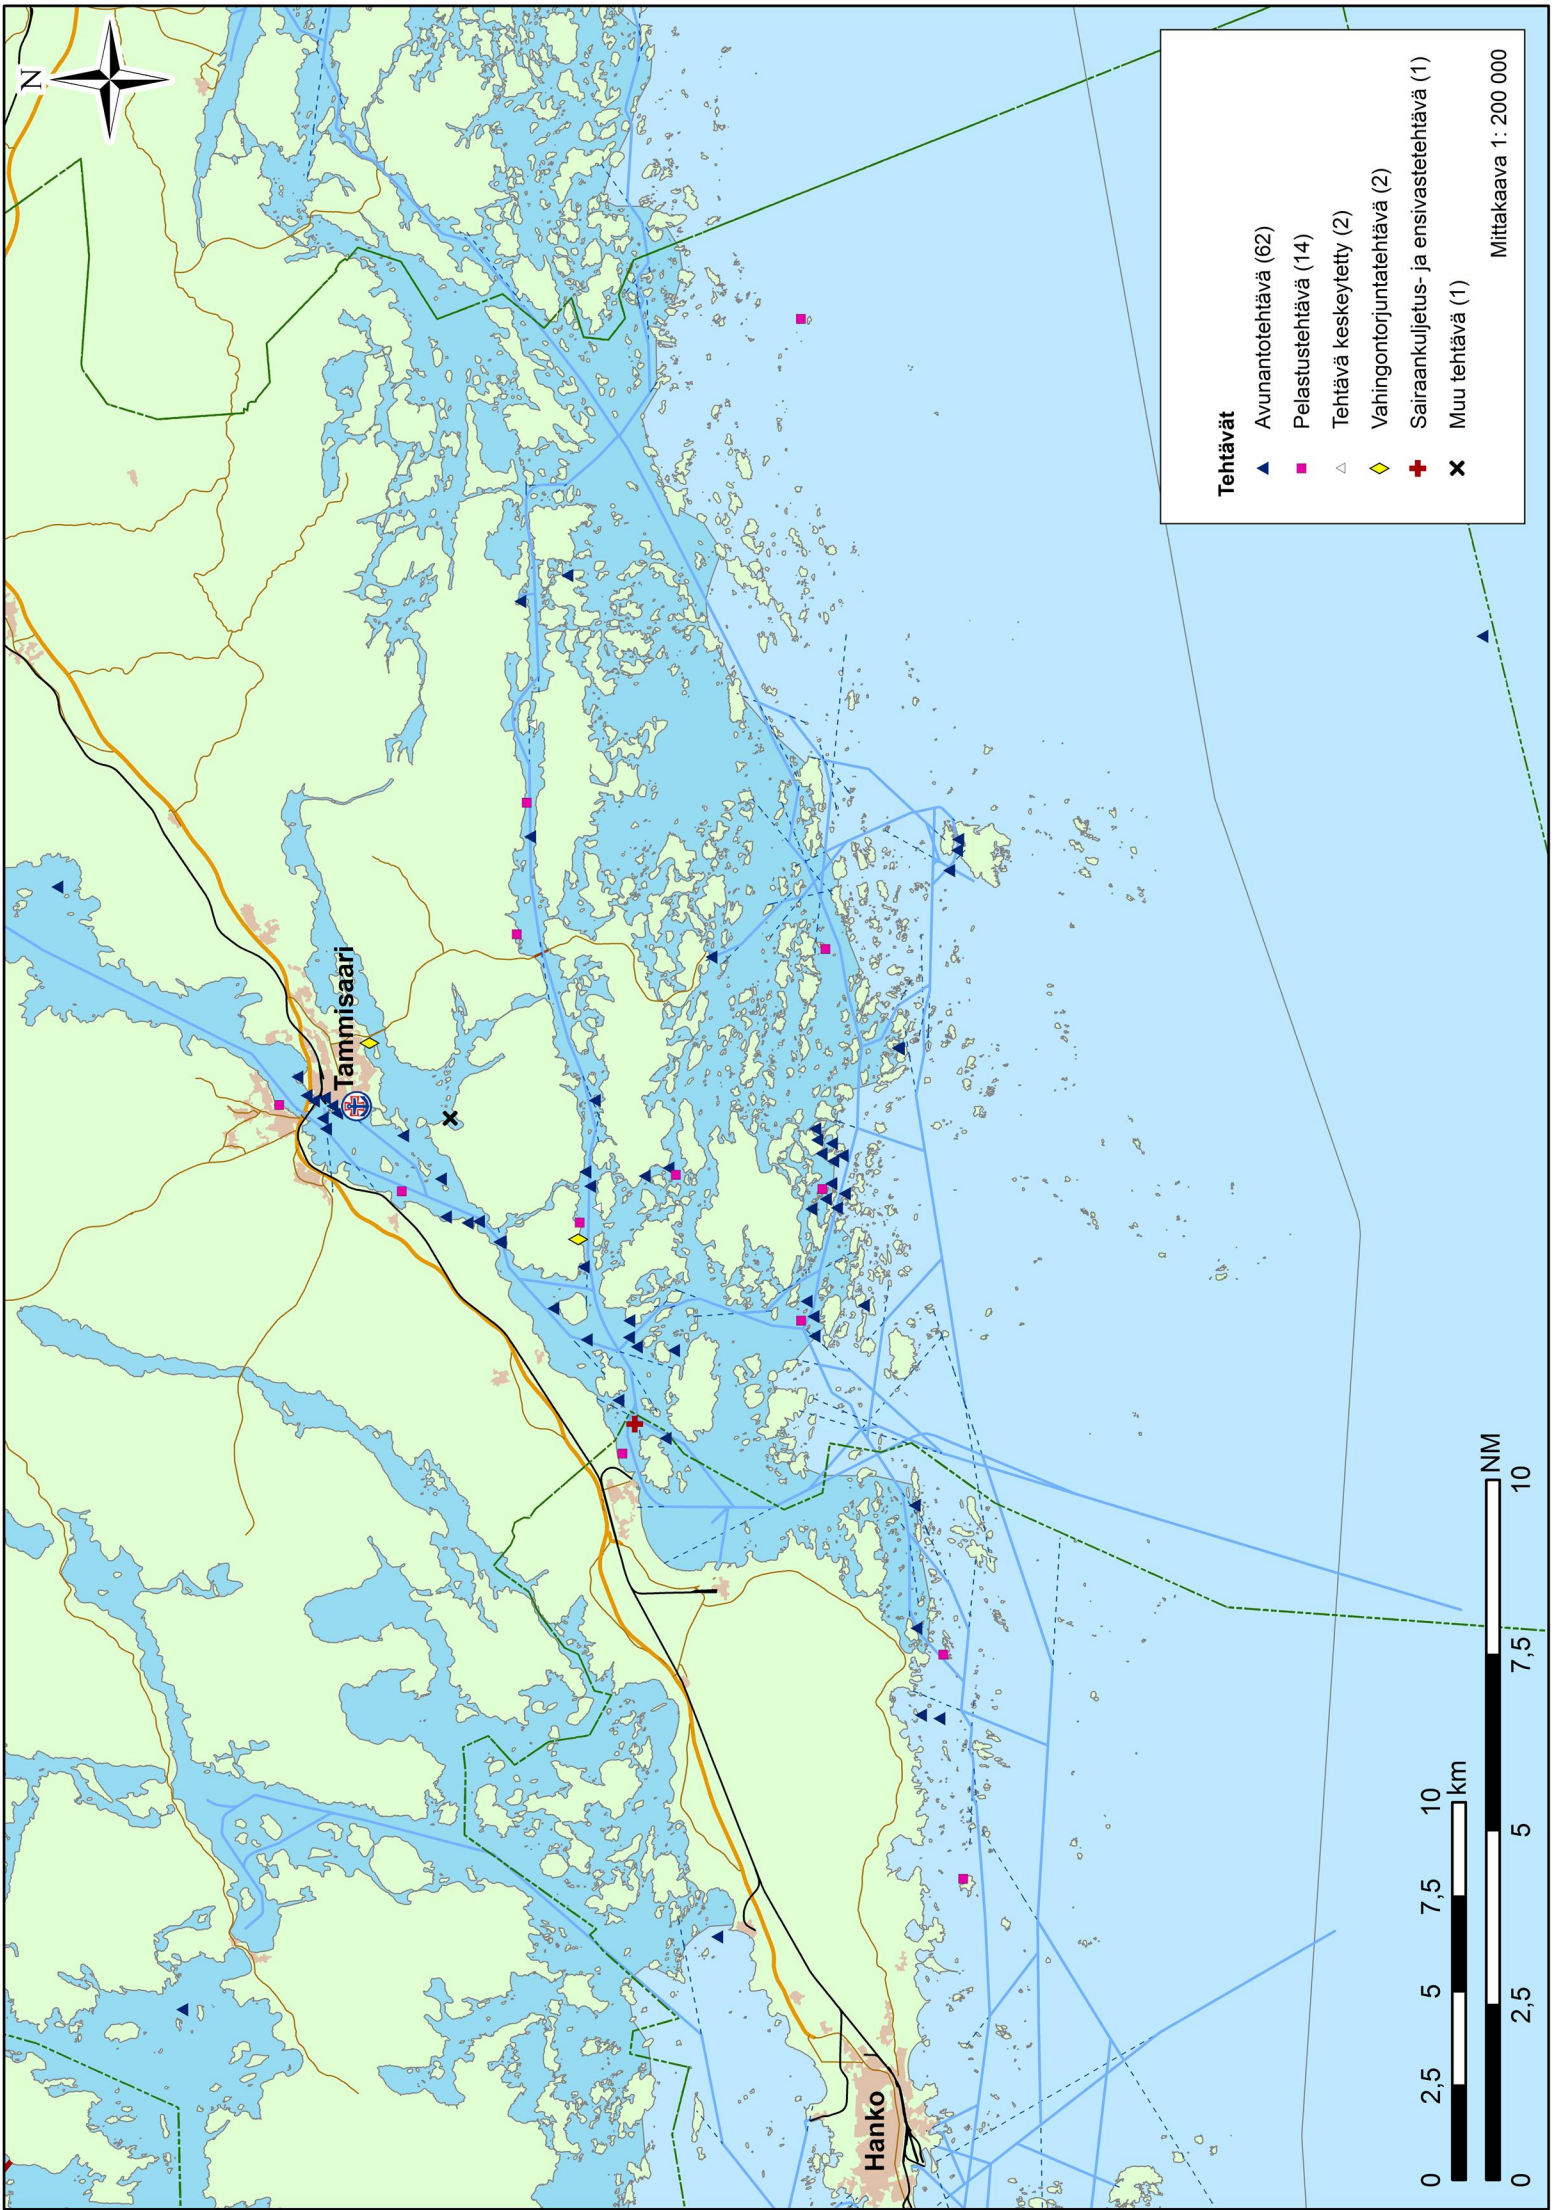 N
Tammisaari
Hanko
Tehtävät
Avunantotehtävä (62)
Pelastustehtävä (14)
Tehtävä keskeytetty (2)
Vahingontorjuntatehtävä (2)
Sairaankuljetus- ja ensivastetehtävä (1)
Muu tehtävä (1)
Mittakaava 1: 200 000
0 2,5 5 7,5 10
km
NM
0 2,5 5 7,5 10